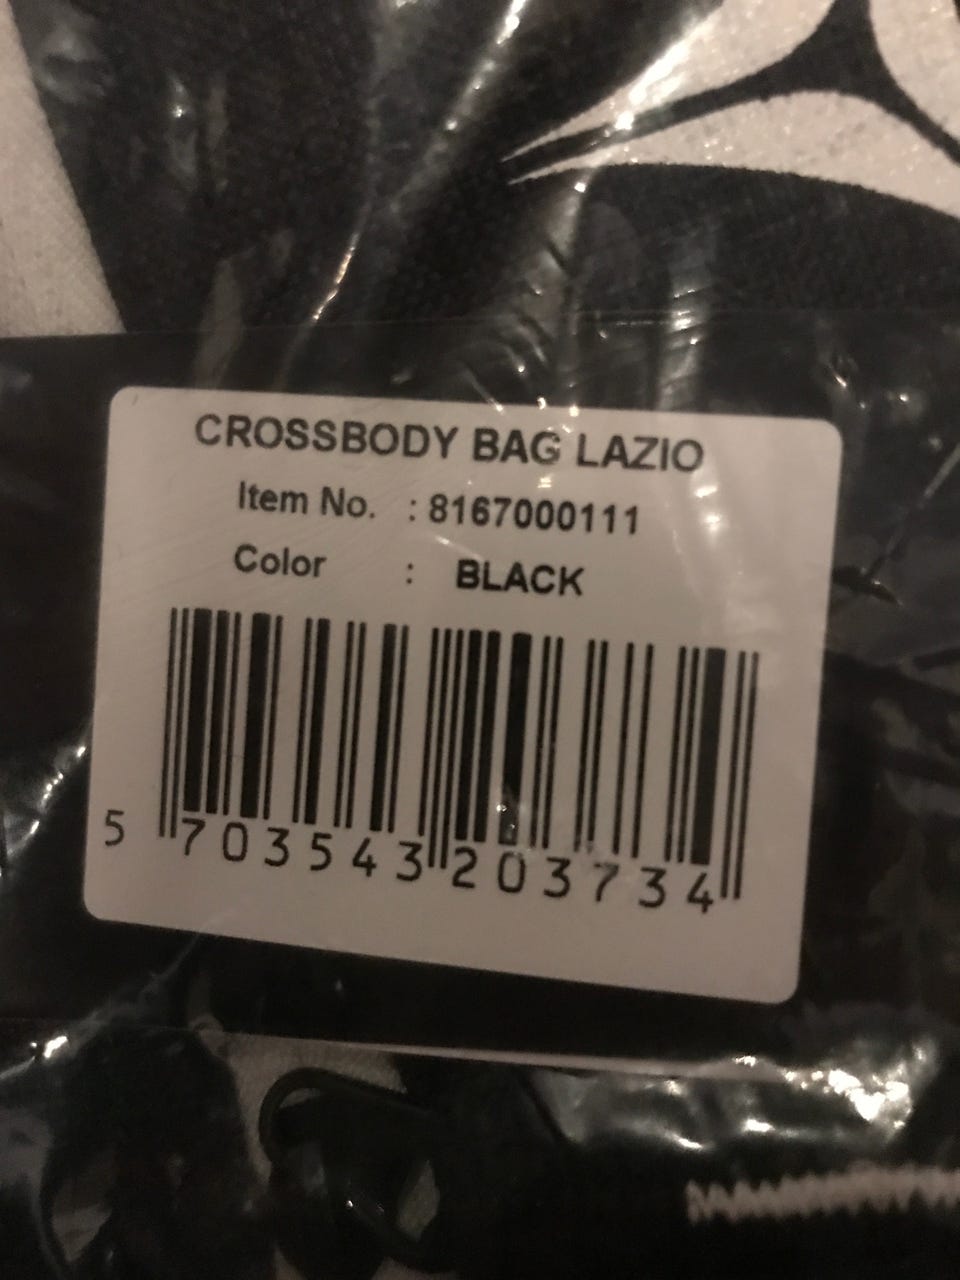 CROSSBODY BAG LAZIO
Item No. : 8167000111
Color : BLACK
5 703543 203734